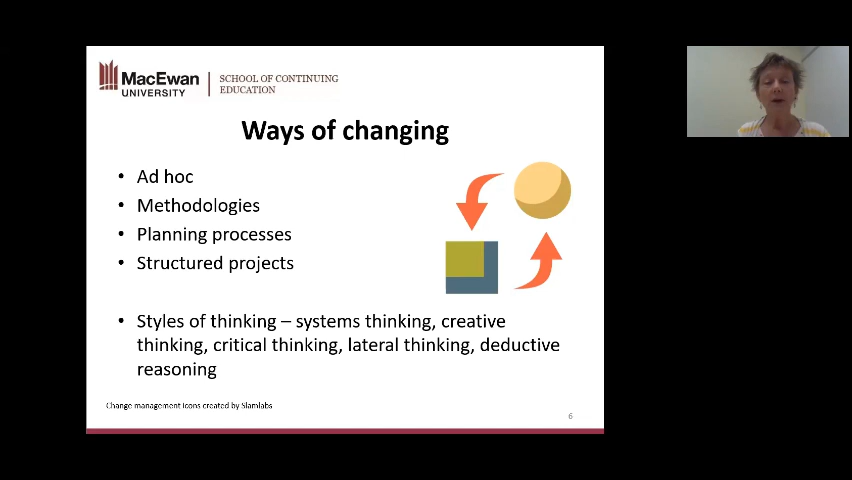 MacEwan
UNIVERSITY
SCHOOL OF CONTINUING
EDUCATION
Ways of changing
• Ad hoc
• Methodologies
• Planning processes
• Structured projects
• Styles of thinking – systems thinking, creative
thinking, critical thinking, lateral thinking, deductive
reasoning
Change management icons created by Slamlabs
6